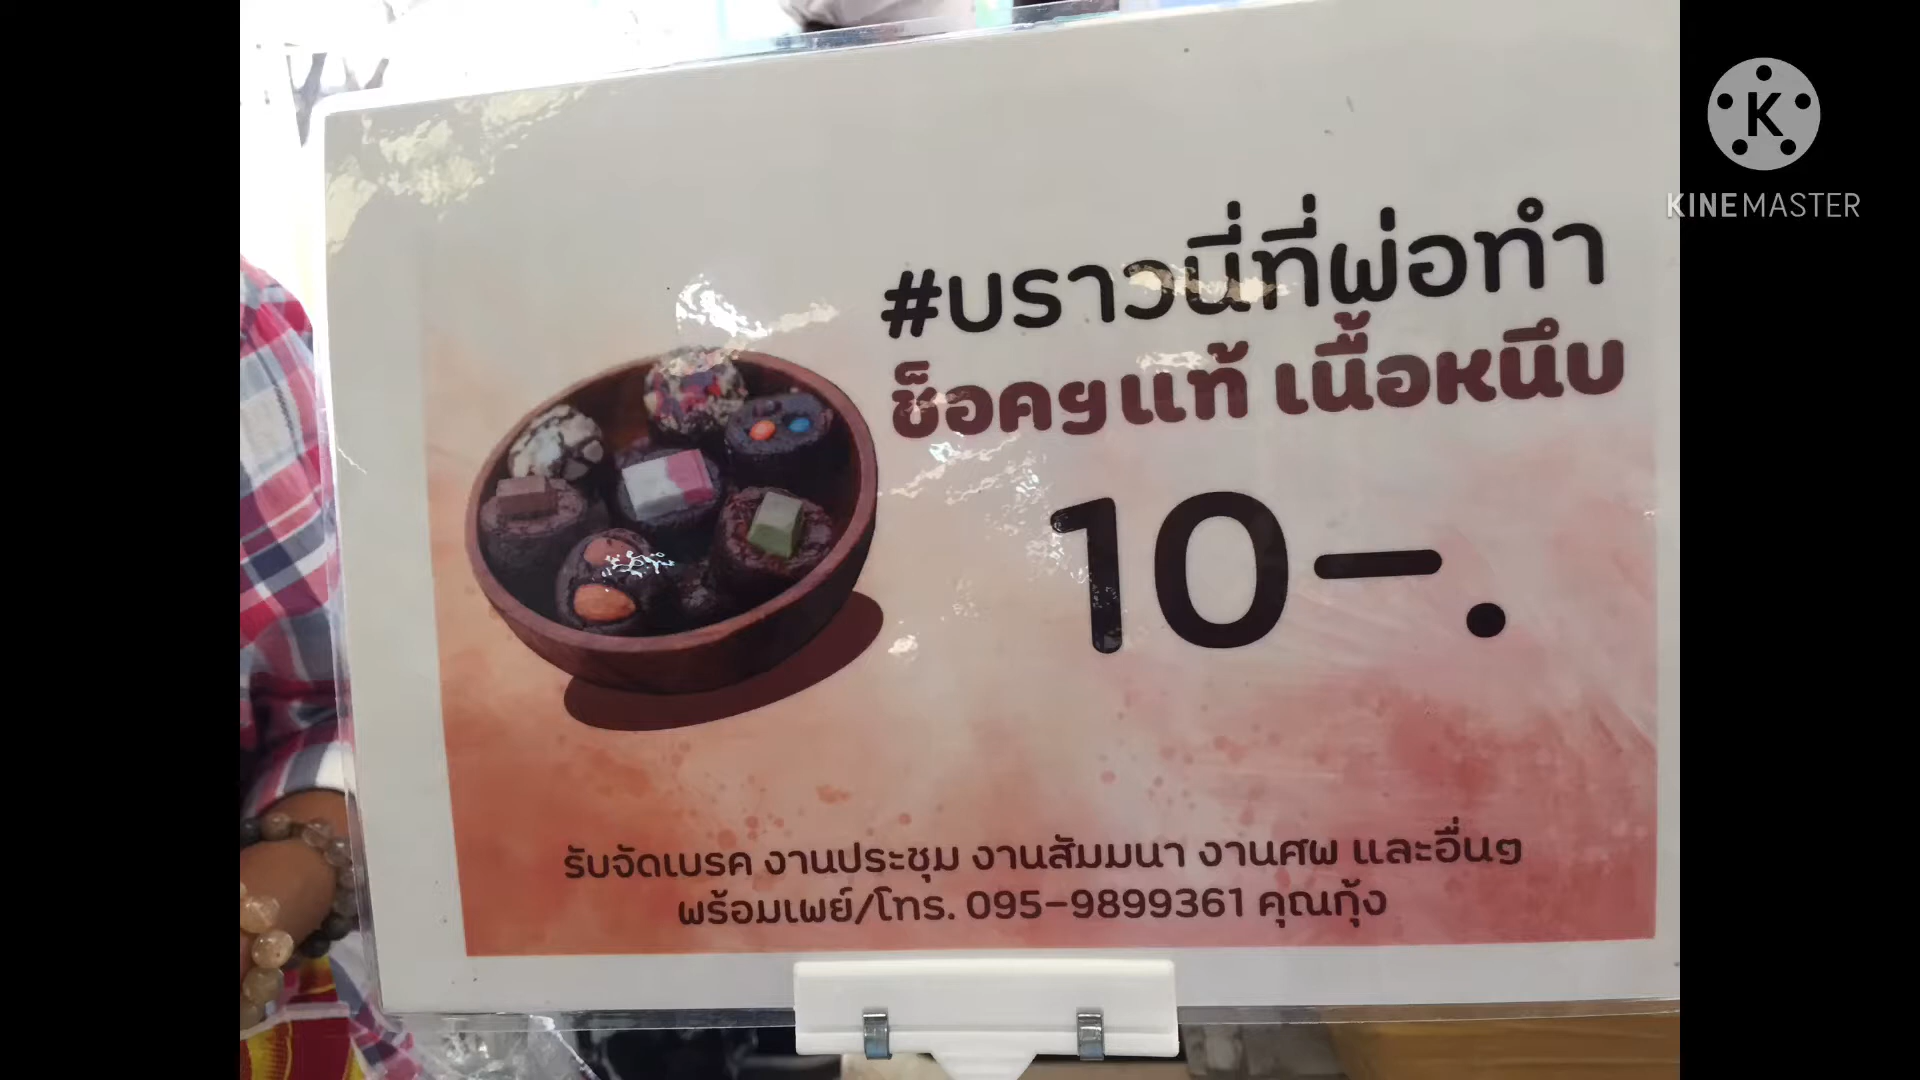 #บราวนี่ที่พ่อทำ
ช็อคฯแท้ เนื้อหนึบ
10-.
รับจัดเบรค งานประชุม งานสัมมนา งานศพ และอื่นๆ
พร้อมเพย์/โทร. 095-9899361 คุณกุ้ง
K
KINEMASTER